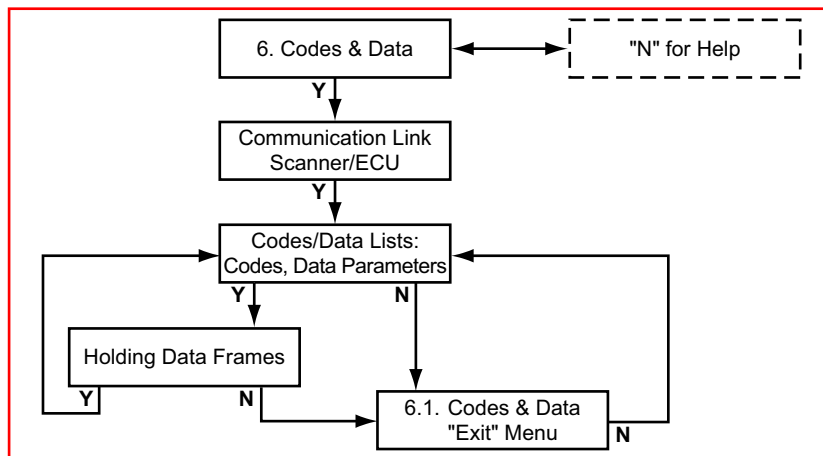 6. Codes & Data
"N" for Help
Y
Communication Link
Scanner/ECU
Y
Codes/Data Lists:
Codes, Data Parameters
Y
N
Holding Data Frames
Y
N
6.1. Codes & Data
"Exit" Menu
N